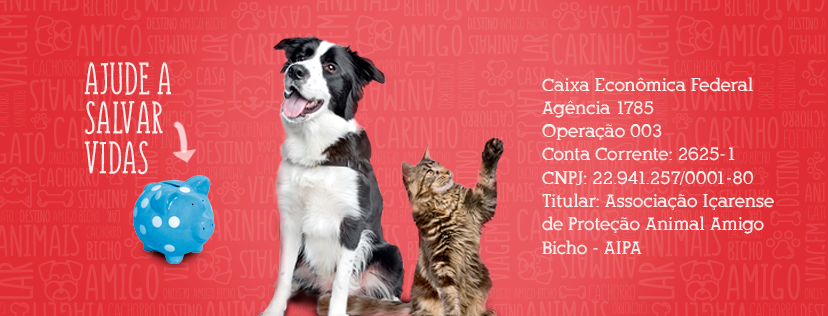 AJUDE A
SALVAR
VIDAS
Caixa Econômica Federal
Agência 1785
Operação 003
Conta Corrente: 2625-1
CNPJ: 22.941.257/0001-80
Titular: Associação Içarense
de Proteção Animal Amigo
Bicho - AIPA